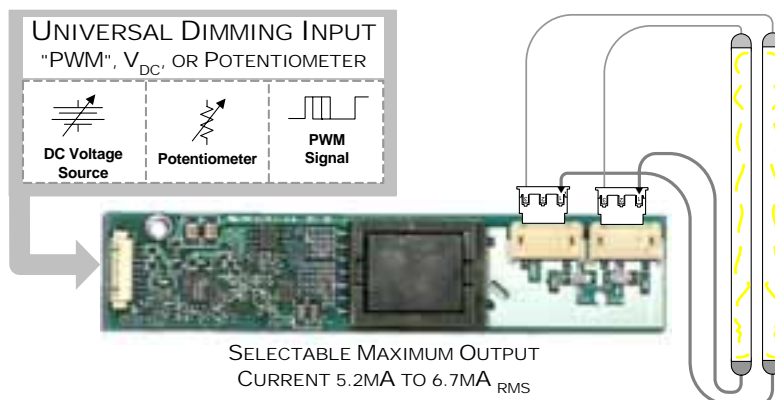 UNIVERSAL DIMMING INPUT
"PWM", VDC, OR POTENTIOMETER
DC Voltage
Source
Potentiometer
PWM
Signal
SELECTABLE MAXIMUM OUTPUT
CURRENT 5.2MA TO 6.7MA RMS